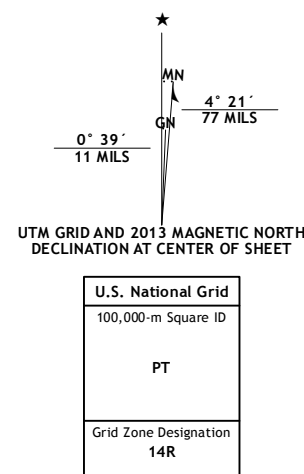 ★
MN
4° 21´
77 MILS
GN
0° 39´
11 MILS
UTM GRID AND 2013 MAGNETIC NORTH
DECLINATION AT CENTER OF SHEET
U.S. National Grid
100,000-m Square ID
PT
Grid Zone Designation
14R